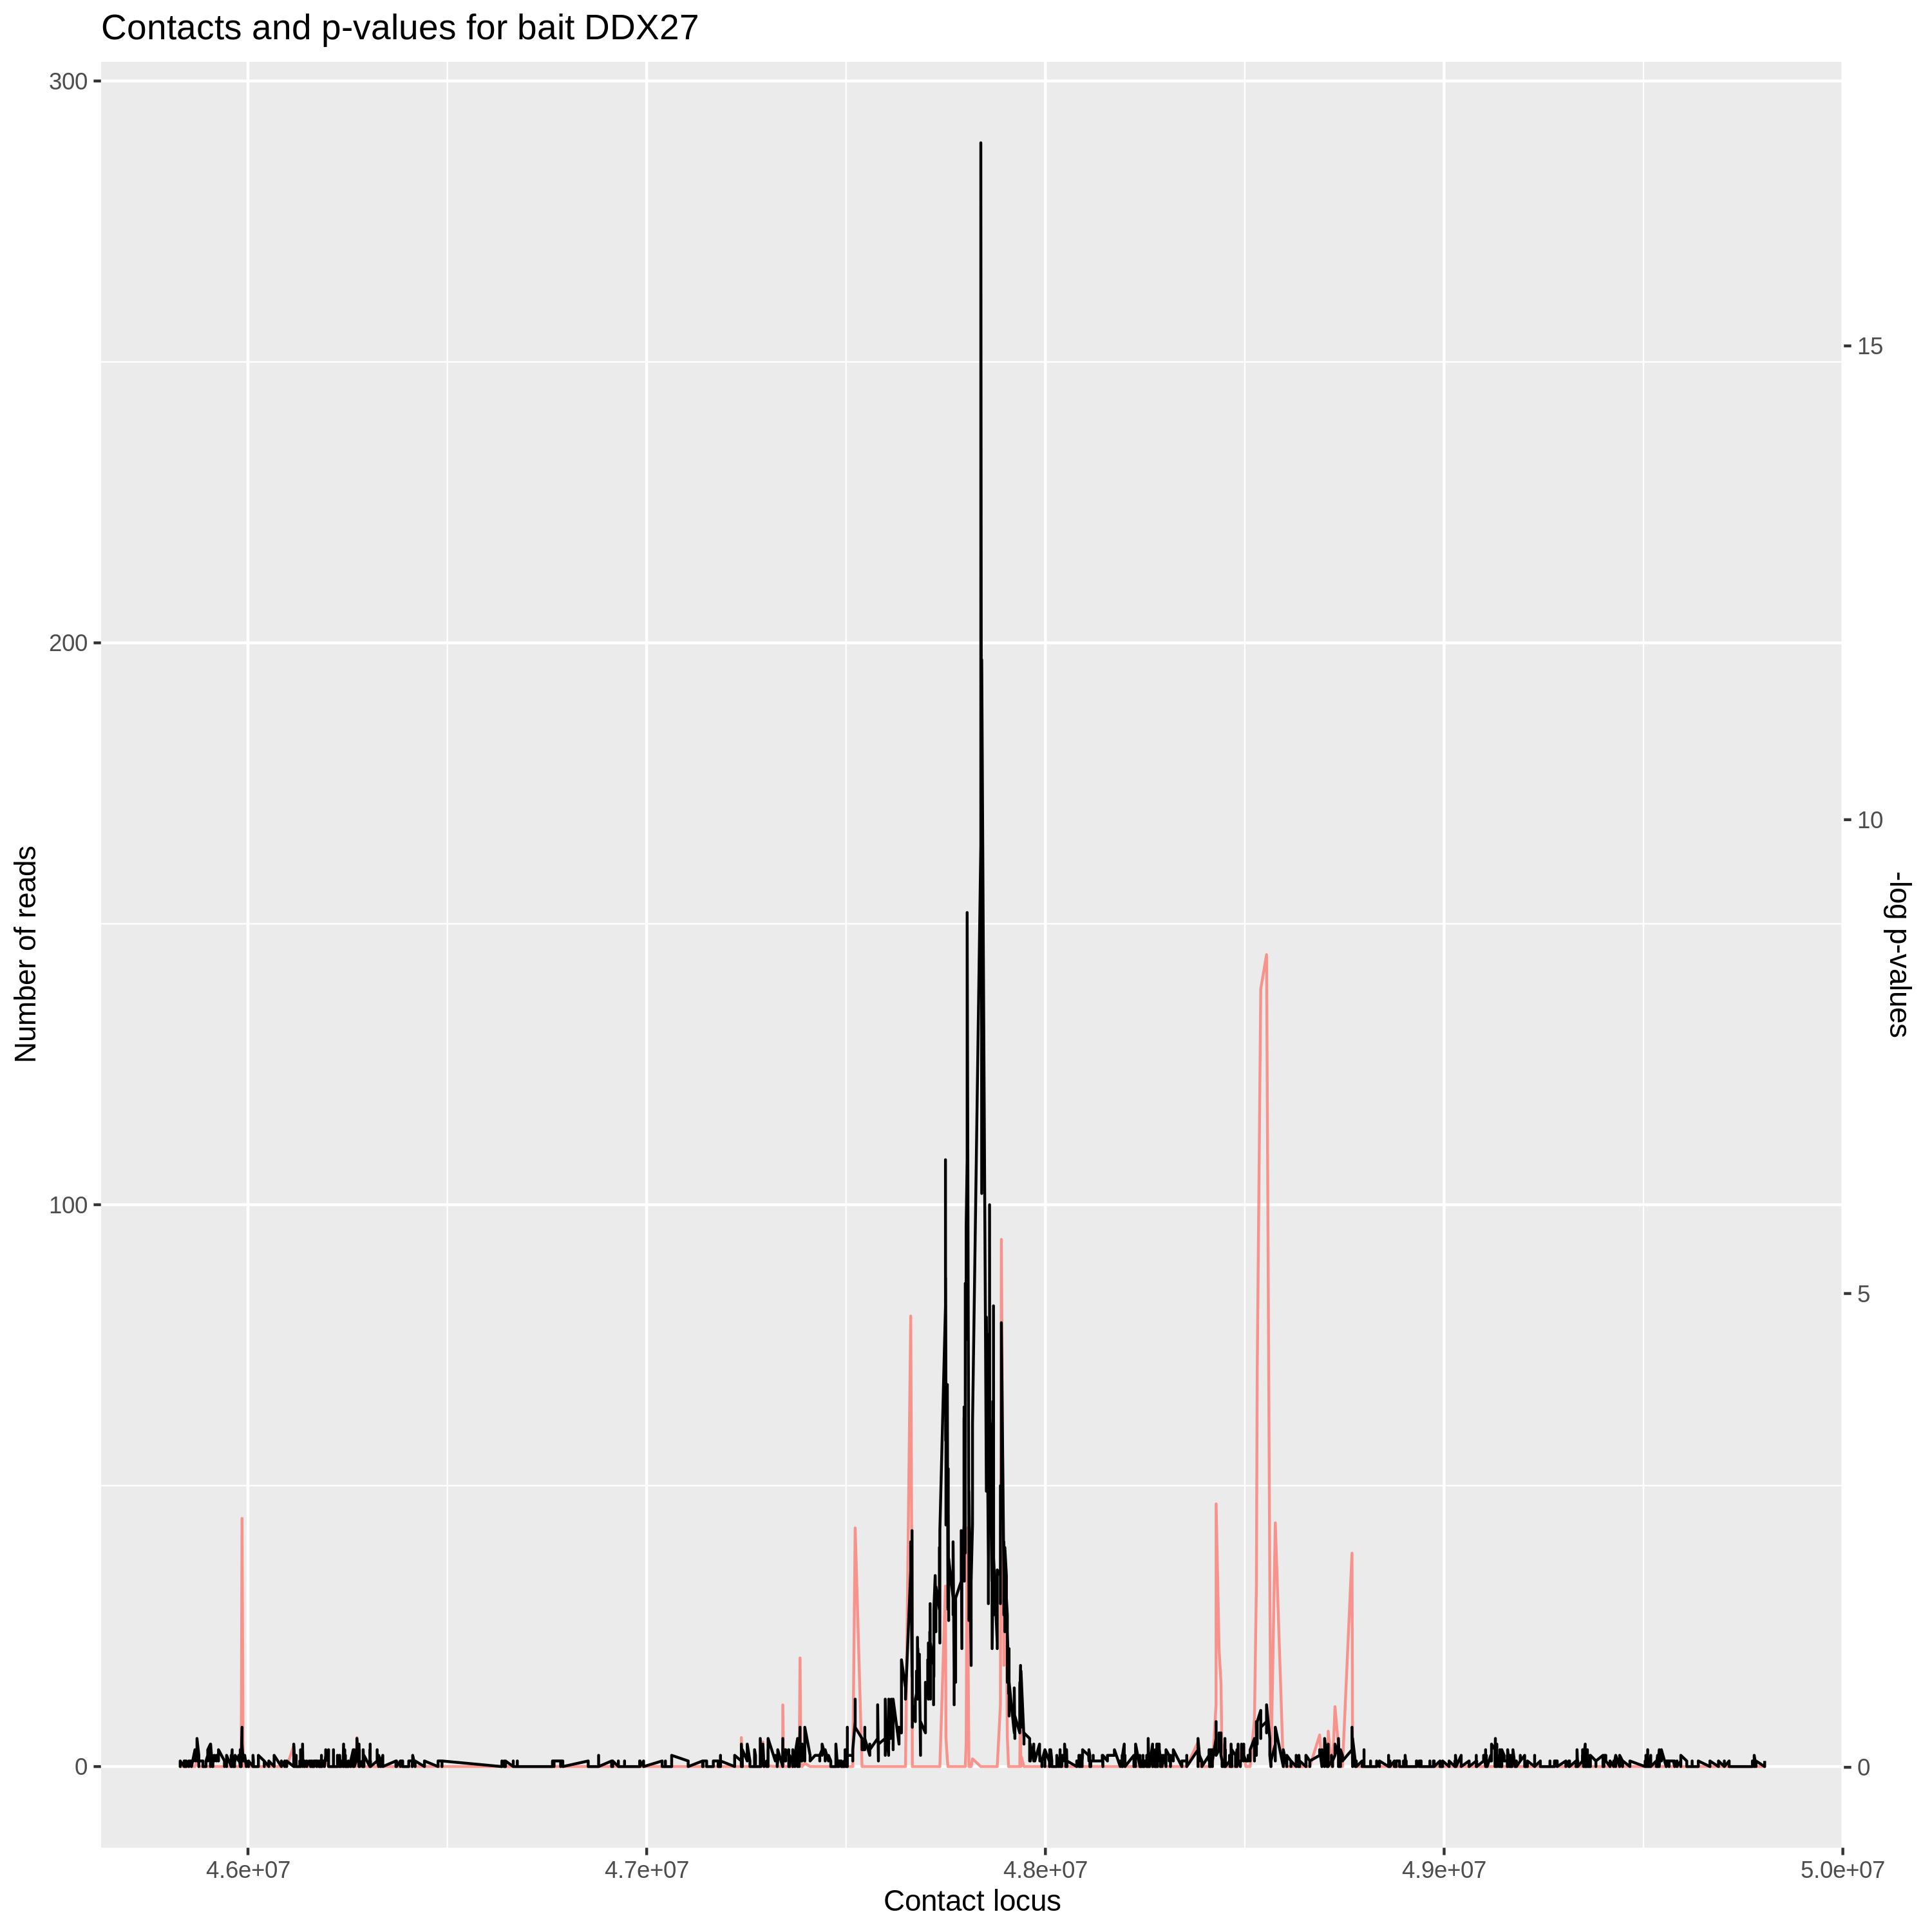 Contacts and p-values for bait DDX27
300
200
100
0
Number of reads
15
10
5
0
-log p-values
4.6e+07
4.7e+07
4.8e+07
4.9e+07
5.0e+07
Contact locus